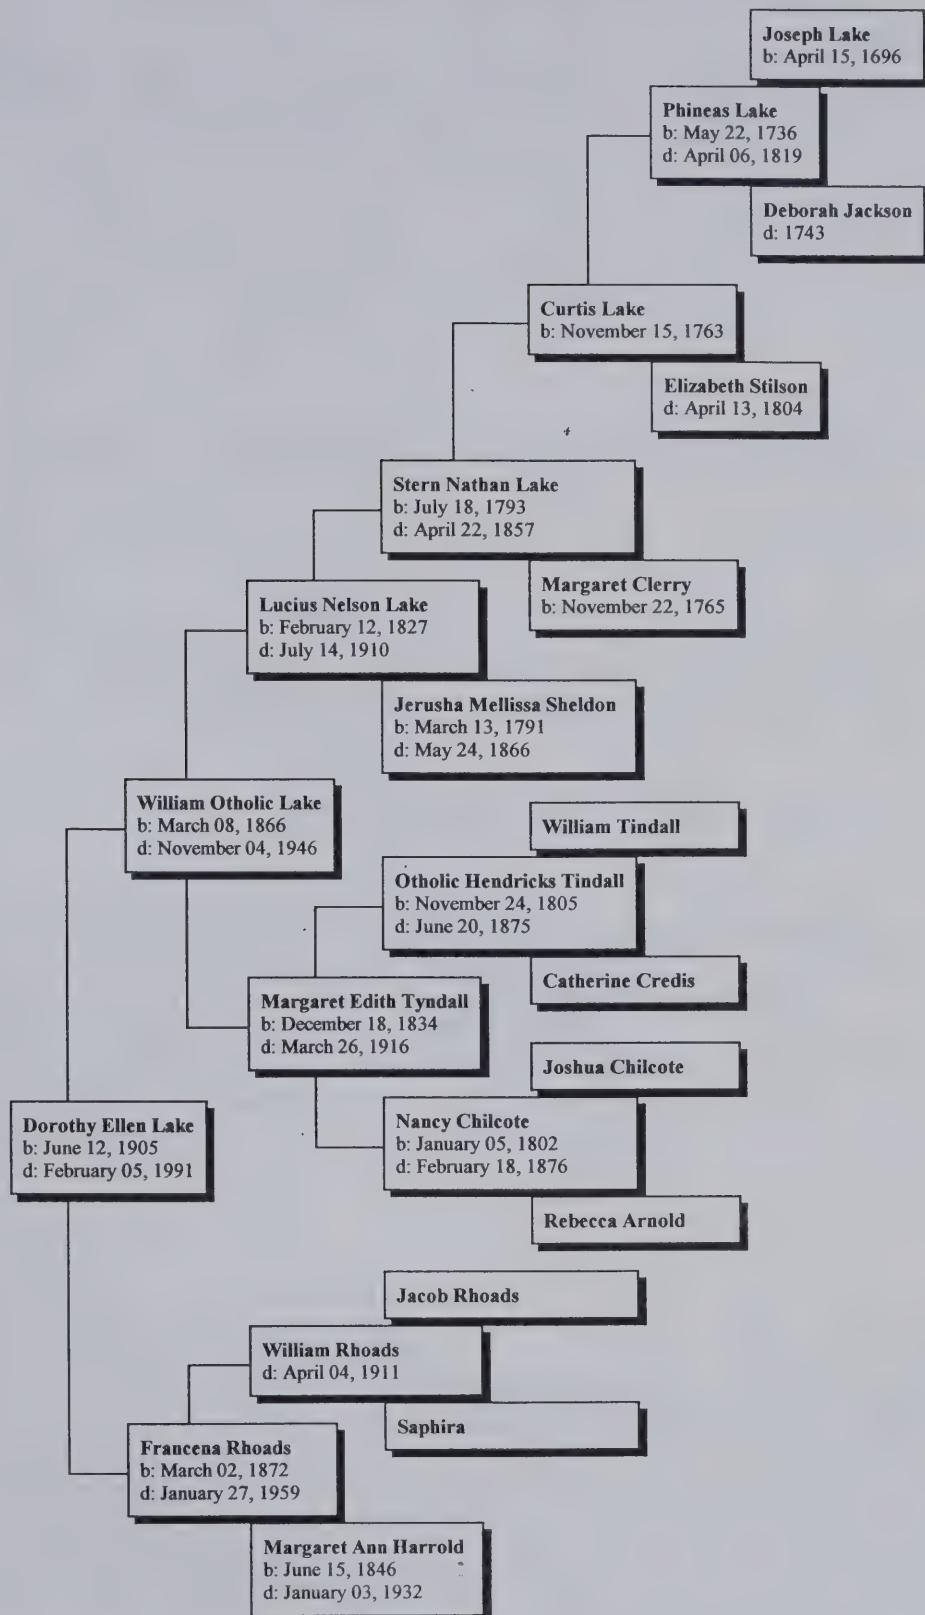 Joseph Lake
b: April 15, 1696
Phineas Lake
b: May 22, 1736
d: April 06, 1819
Deborah Jackson
d: 1743
Curtis Lake
b: November 15, 1763
Elizabeth Stilson
d: April 13, 1804
Stern Nathan Lake
b: July 18, 1793
d: April 22, 1857
Margaret Clerry
b: November 22, 1765
Lucius Nelson Lake
b: February 12, 1827
d: July 14, 1910
Jerusha Mellissa Sheldon
b: March 13, 1791
d: May 24, 1866
William Otholic Lake
b: March 08, 1866
d: November 04, 1946
William Tindall
Otholic Hendricks Tindall
b: November 24, 1805
d: June 20, 1875
Catherine Credis
Margaret Edith Tyndall
b: December 18, 1834
d: March 26, 1916
Joshua Chilcote
Nancy Chilcote
b: January 05, 1802
d: February 18, 1876
Rebecca Arnold
Dorothy Ellen Lake
b: June 12, 1905
d: February 05, 1991
Jacob Rhoads
William Rhoads
d: April 04, 1911
Saphira
Francena Rhoads
b: March 02, 1872
d: January 27, 1959
Margaret Ann Harrold
b: June 15, 1846
d: January 03, 1932